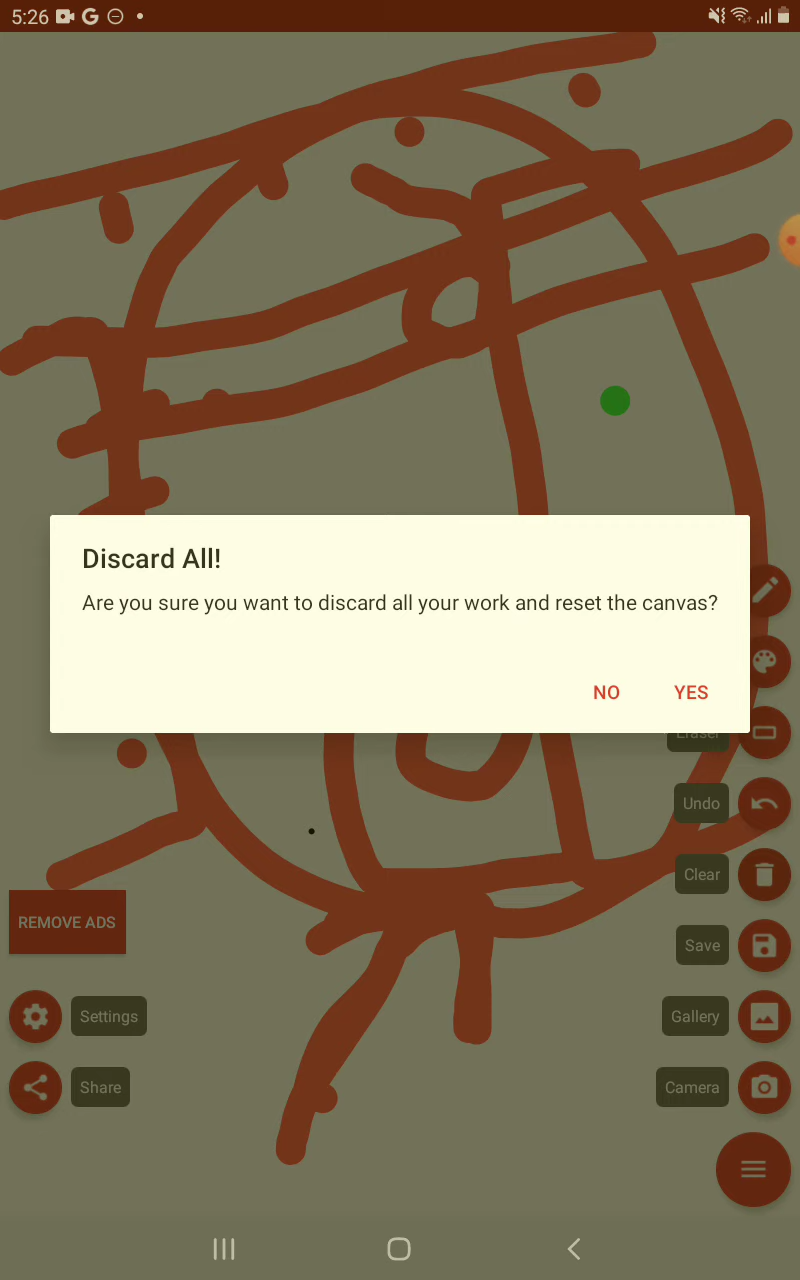 5:26
Discard All!
Are you sure you want to discard all your work and reset the canvas?
NO YES
Eraser
Undo
Clear
REMOVE ADS
Save
Settings
Gallery
Share
Camera